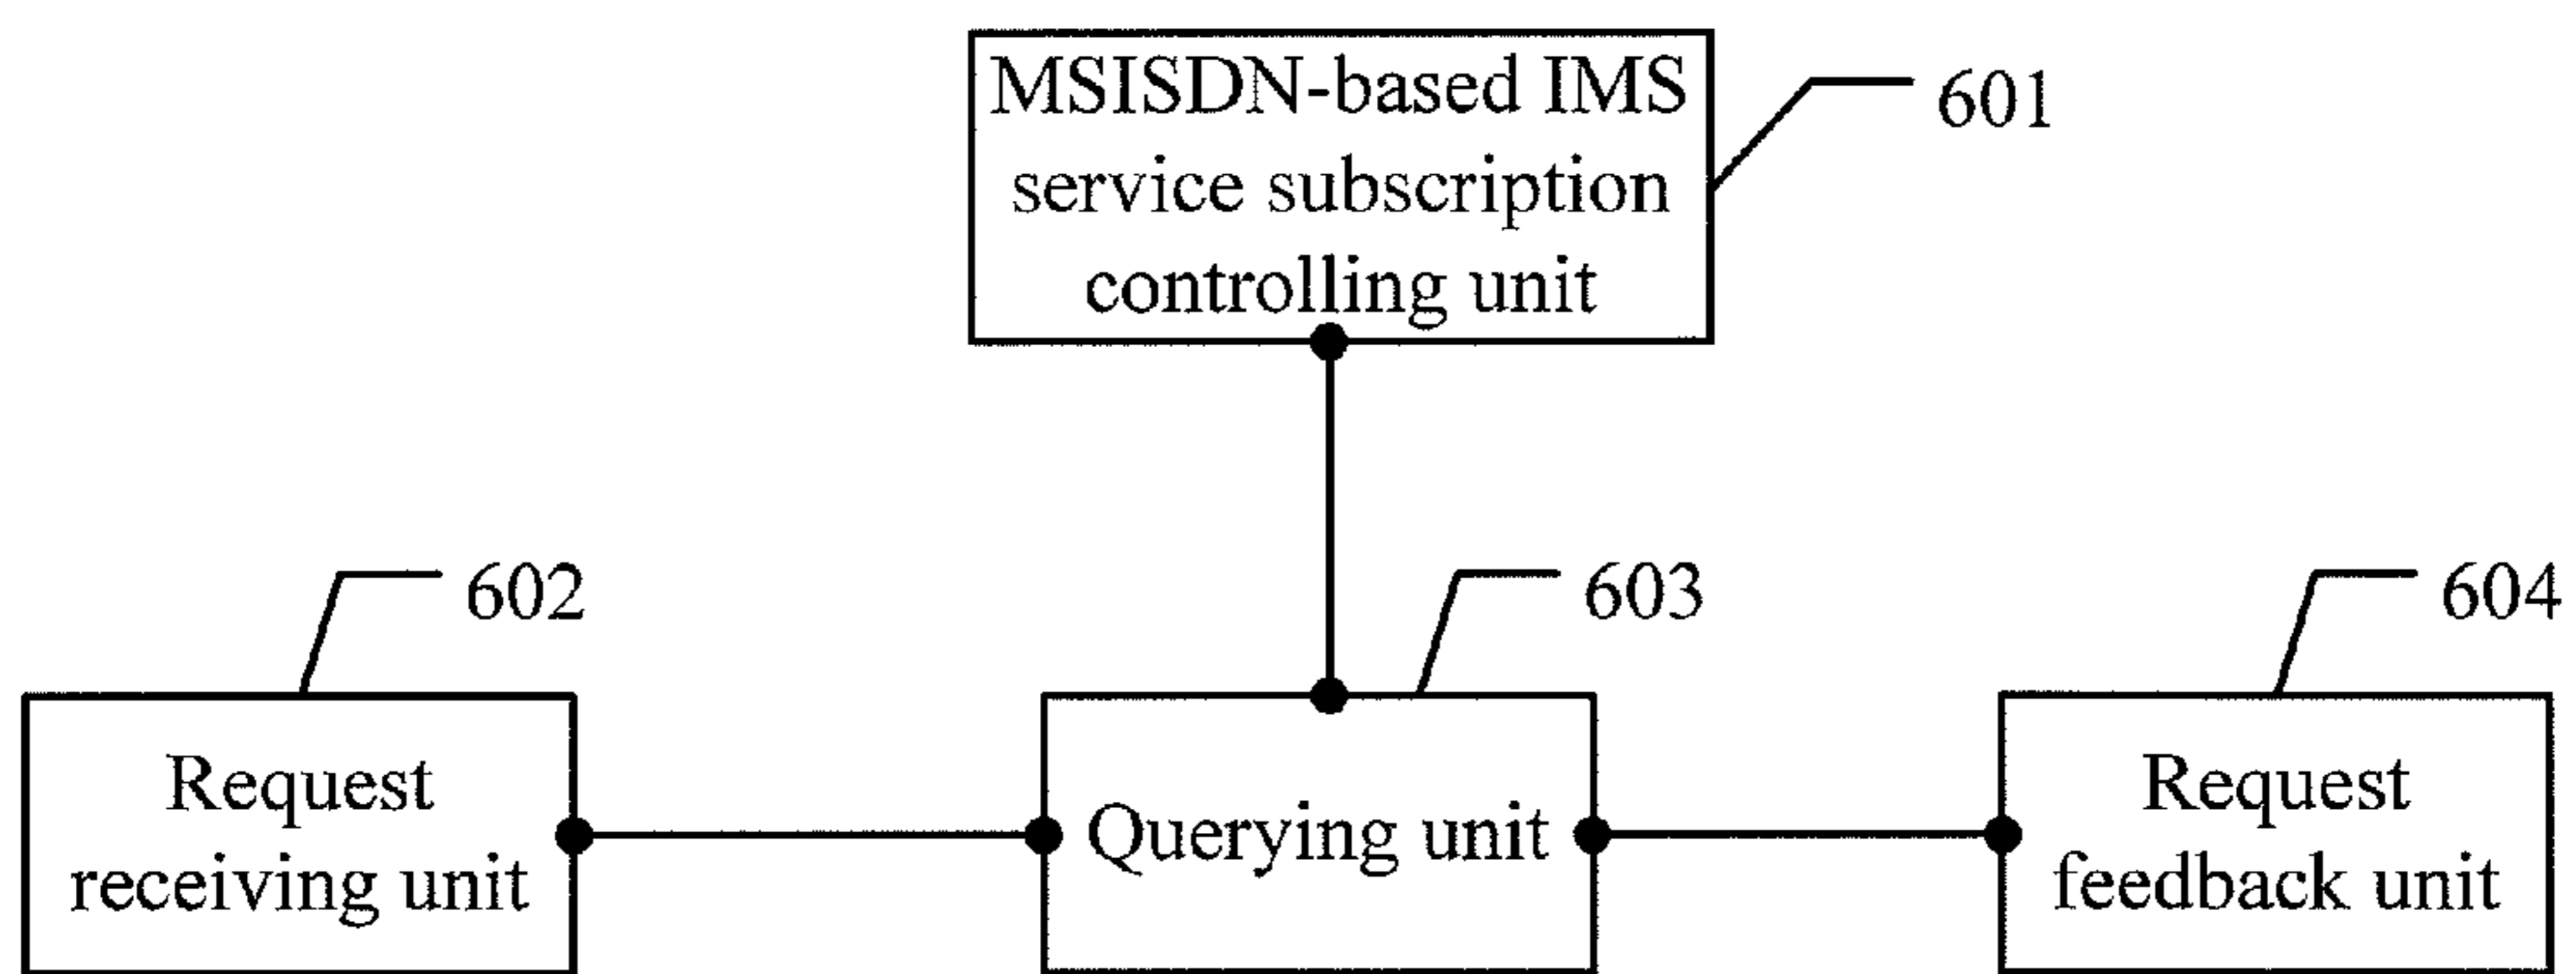 MSISDN-based IMS
service subscription
controlling unit
601
602
603
604
Request
receiving unit
Querying unit
Request
feedback unit